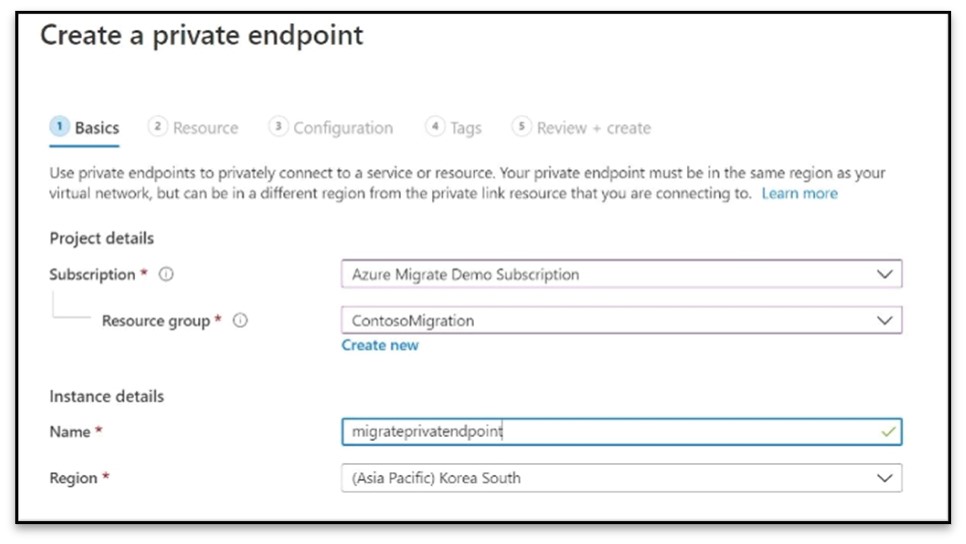 Create a private endpoint
1 Basics 2 Resource 3 Configuration 4 Tags 5 Review + create
Use private endpoints to privately connect to a service or resource. Your private endpoint must be in the same region as your
virtual network, but can be in a different region from the private link resource that you are connecting to. Learn more
Project details
Subscription * Azure Migrate Demo Subscription
Resource group * ContosoMigration
Create new
Instance details
Name * migrateprivatendpoint
Region * (Asia Pacific) Korea South